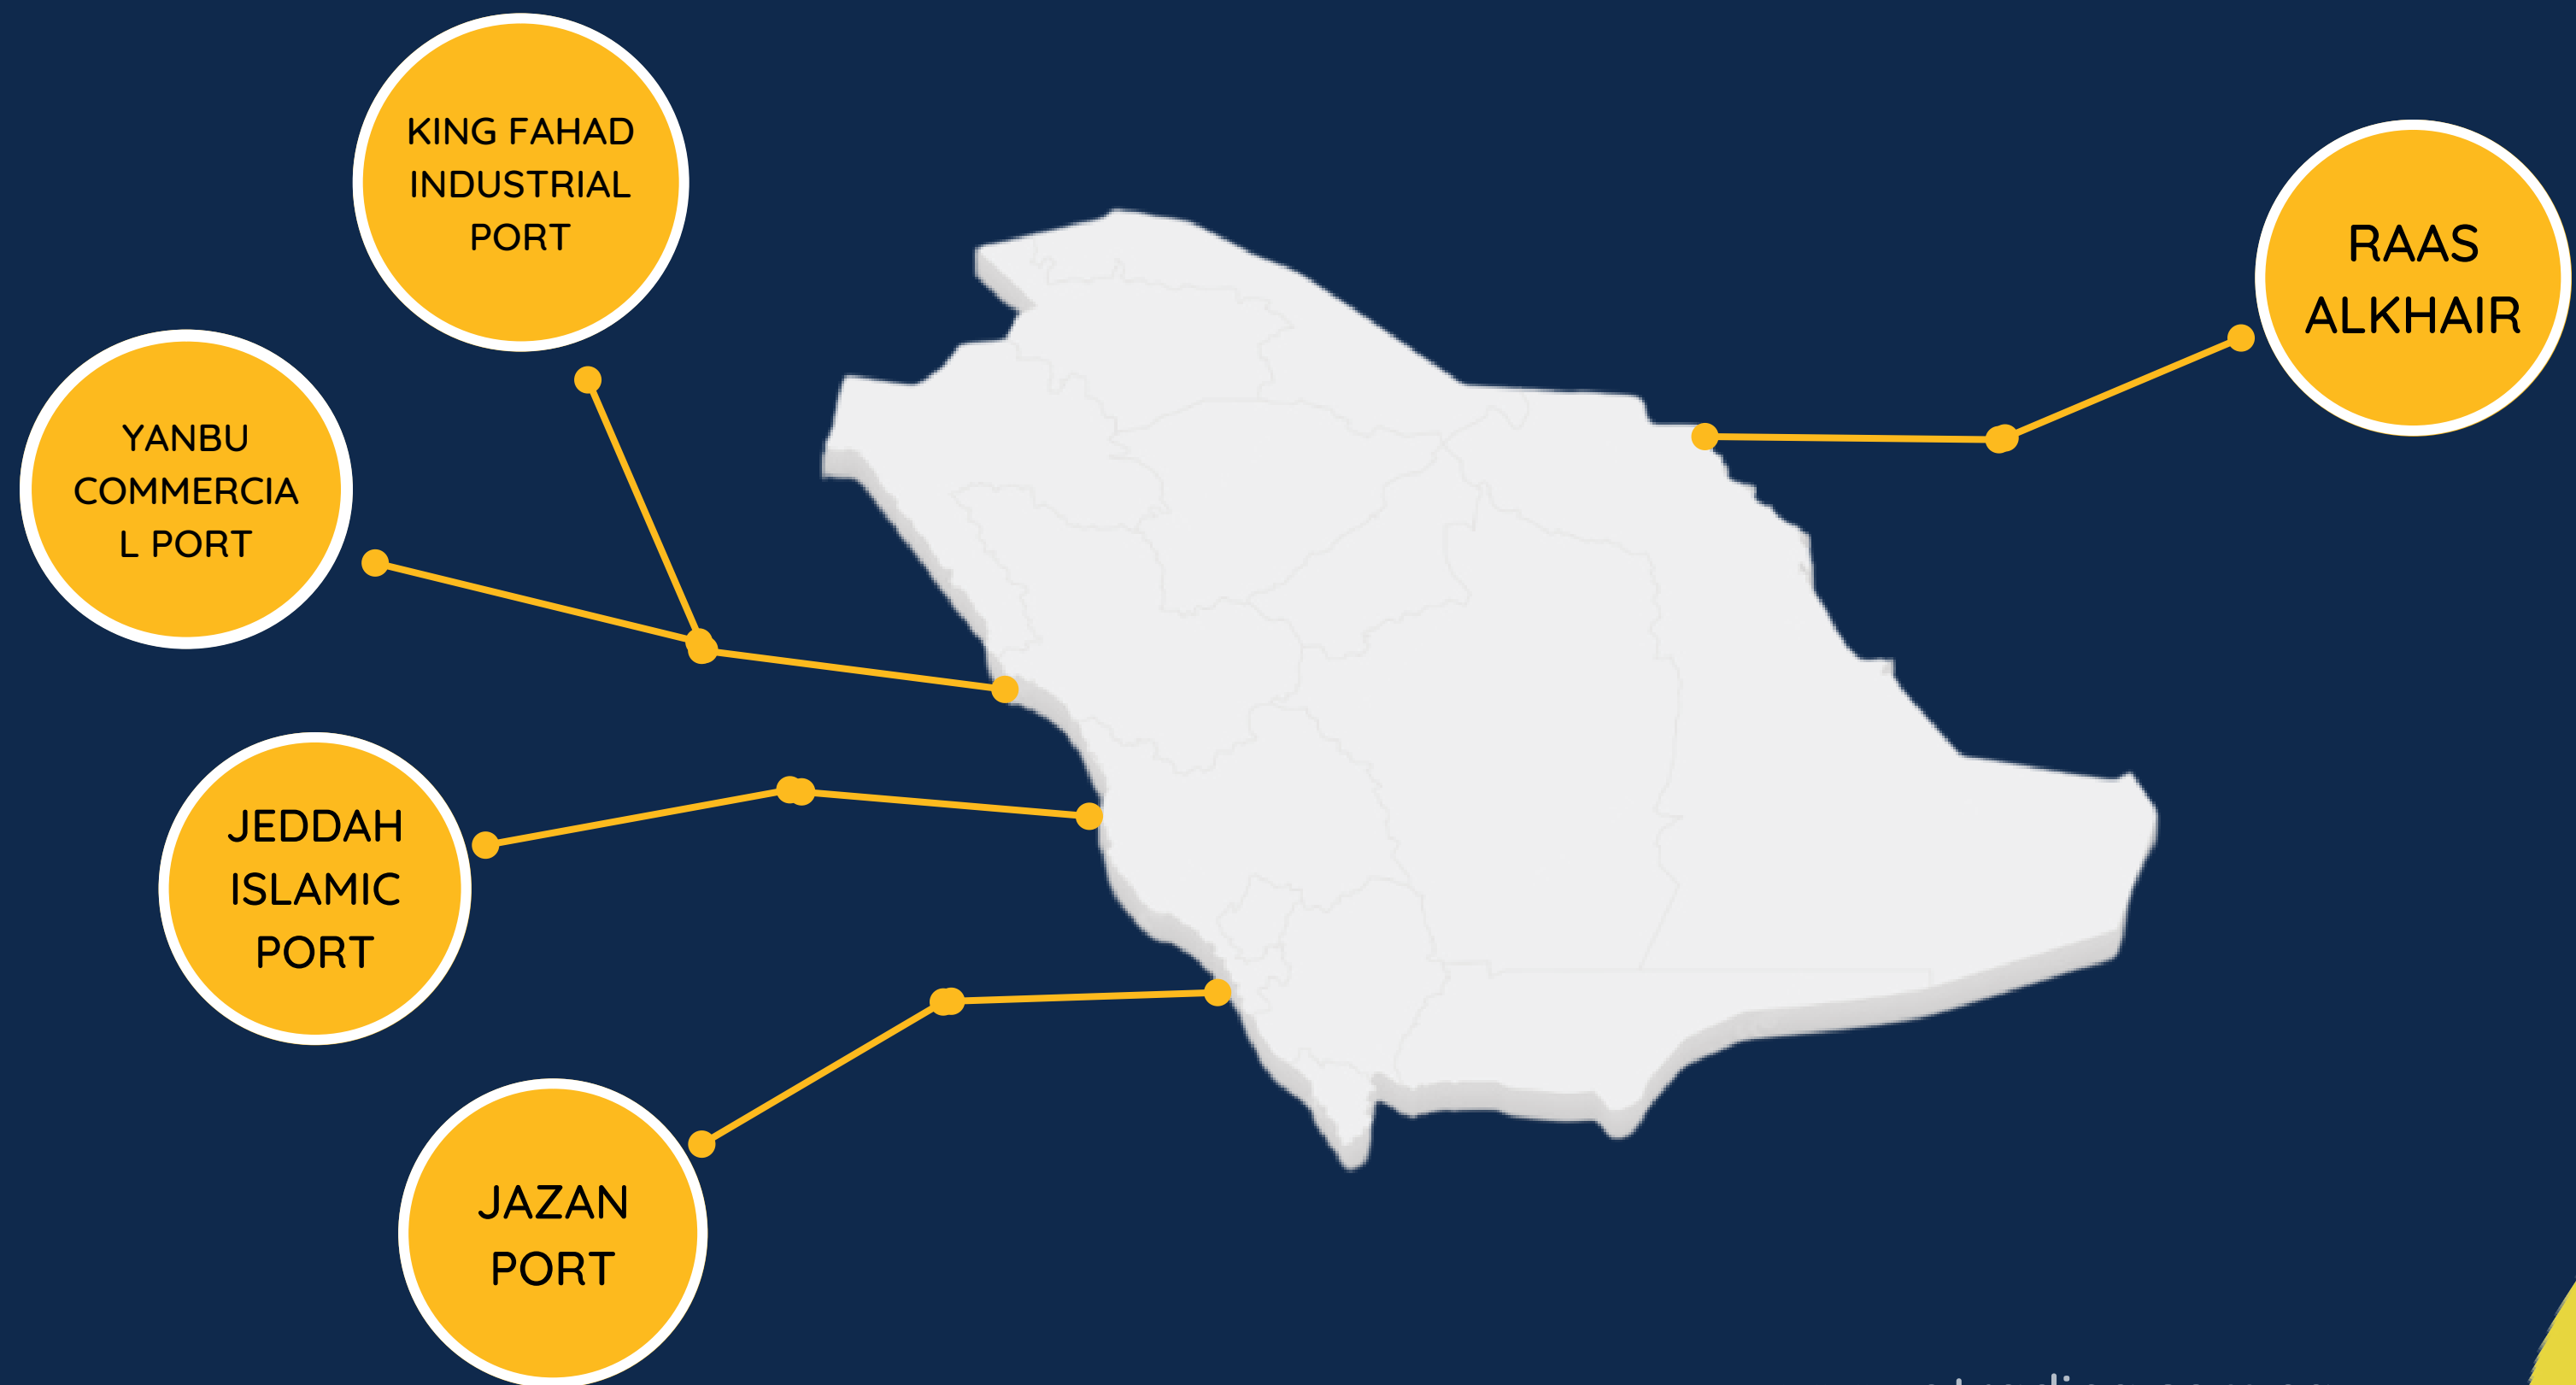 KING FAHAD
INDUSTRIAL
PORT
RAAS
ALKHAIR
YANBU
COMMERCIA
L PORT
JEDDAH
ISLAMIC
PORT
JAZAN
PORT